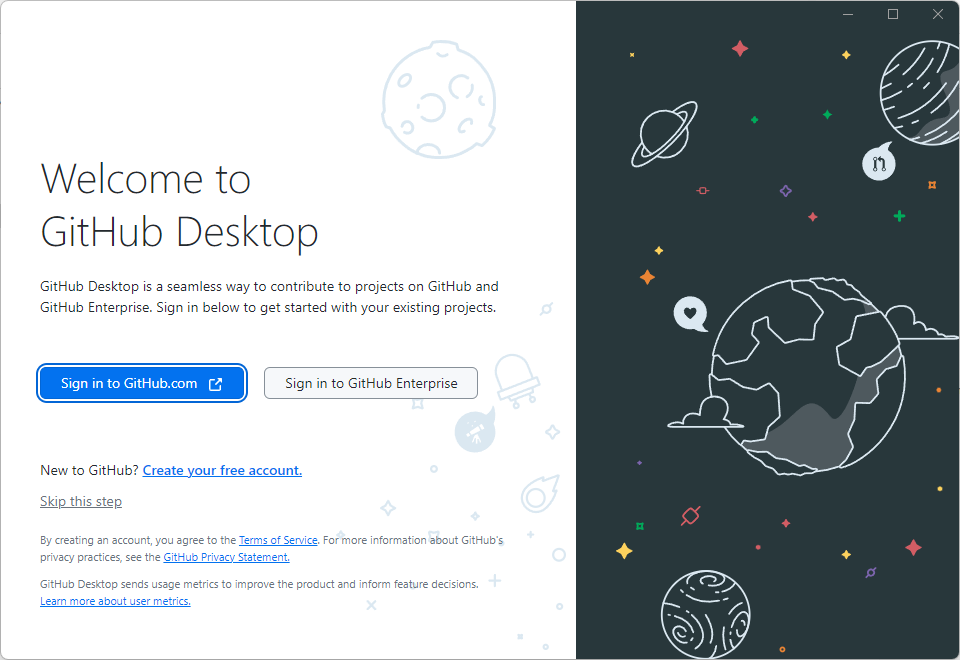 Welcome to
GitHub Desktop
GitHub Desktop is a seamless way to contribute to projects on GitHub and
GitHub Enterprise. Sign in below to get started with your existing projects.
Sign in to GitHub.com
Sign in to GitHub Enterprise
New to GitHub? Create your free account.
Skip this step
By creating an account, you agree to the Terms of Service. For more information about GitHub's
privacy practices, see the GitHub Privacy Statement.
GitHub Desktop sends usage metrics to improve the product and inform feature decisions.
Learn more about user metrics.